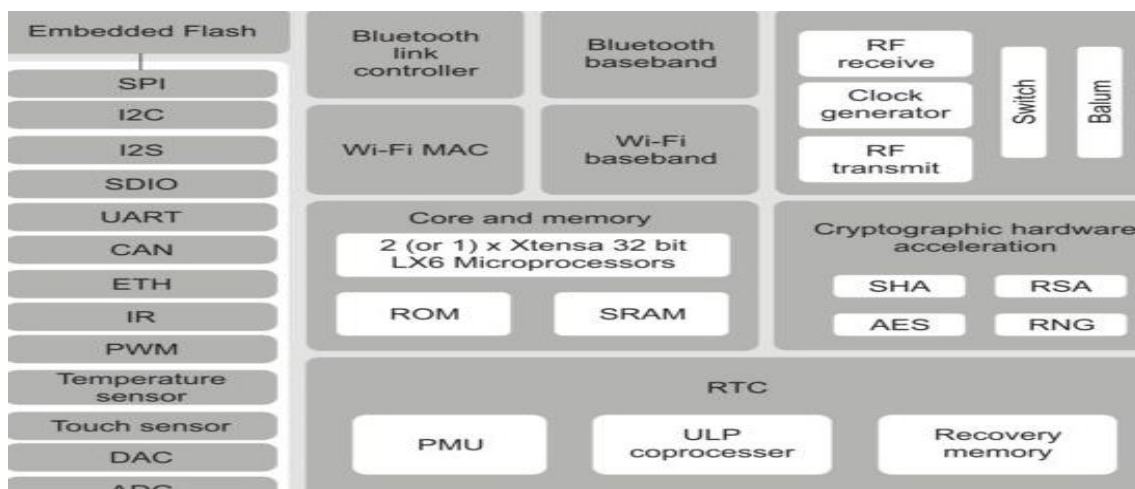 Embedded Flash
SPI
I2C
I2S
SDIO
UART
CAN
ETH
IR
PWM
Temperature
sensor
Touch sensor
DAC
ADC
Bluetooth
link
controller
Bluetooth
baseband
Wi-Fi MAC
Wi-Fi
baseband
RF
receive
Clock
generator
RF
transmit
Switch
Balum
Core and memory
2 (or 1) x Xtensa 32 bit
LX6 Microprocessors
ROM
SRAM
Cryptographic hardware
acceleration
SHA
RSA
AES
RNG
RTC
PMU
ULP
coprocesser
Recovery
memory